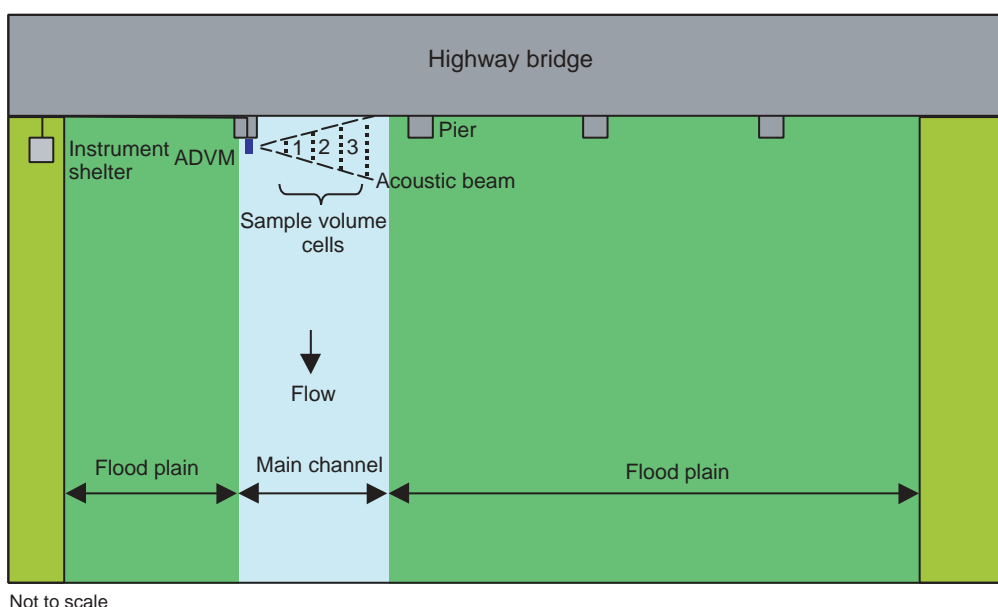 Highway bridge
Instrument
shelter
ADVM
1
2
3
Pier
Acoustic beam
Sample volume
cells
Flow
Flood plain
Main channel
Flood plain
Not to scale